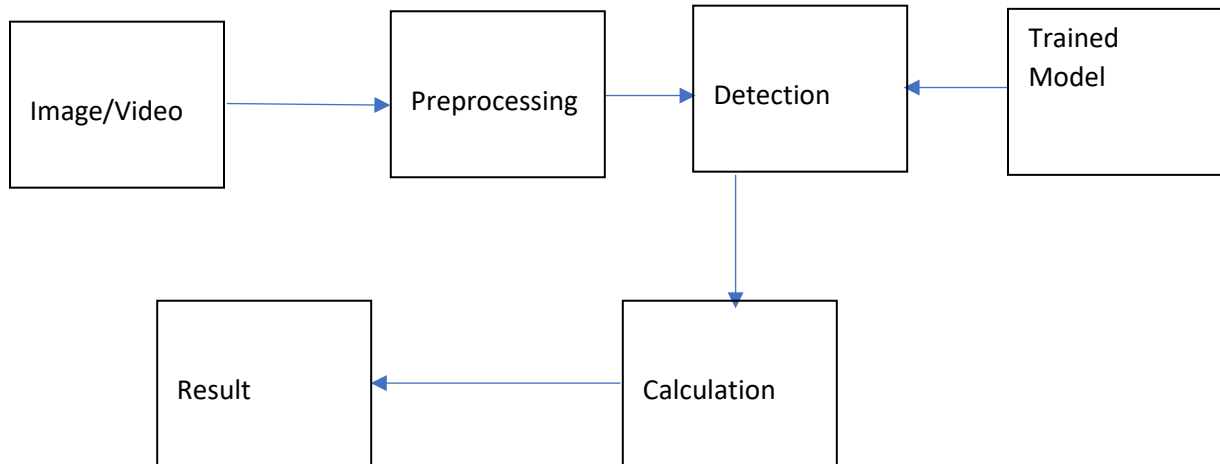 Image/Video
Preprocessing
Detection
Trained
Model
Result
Calculation